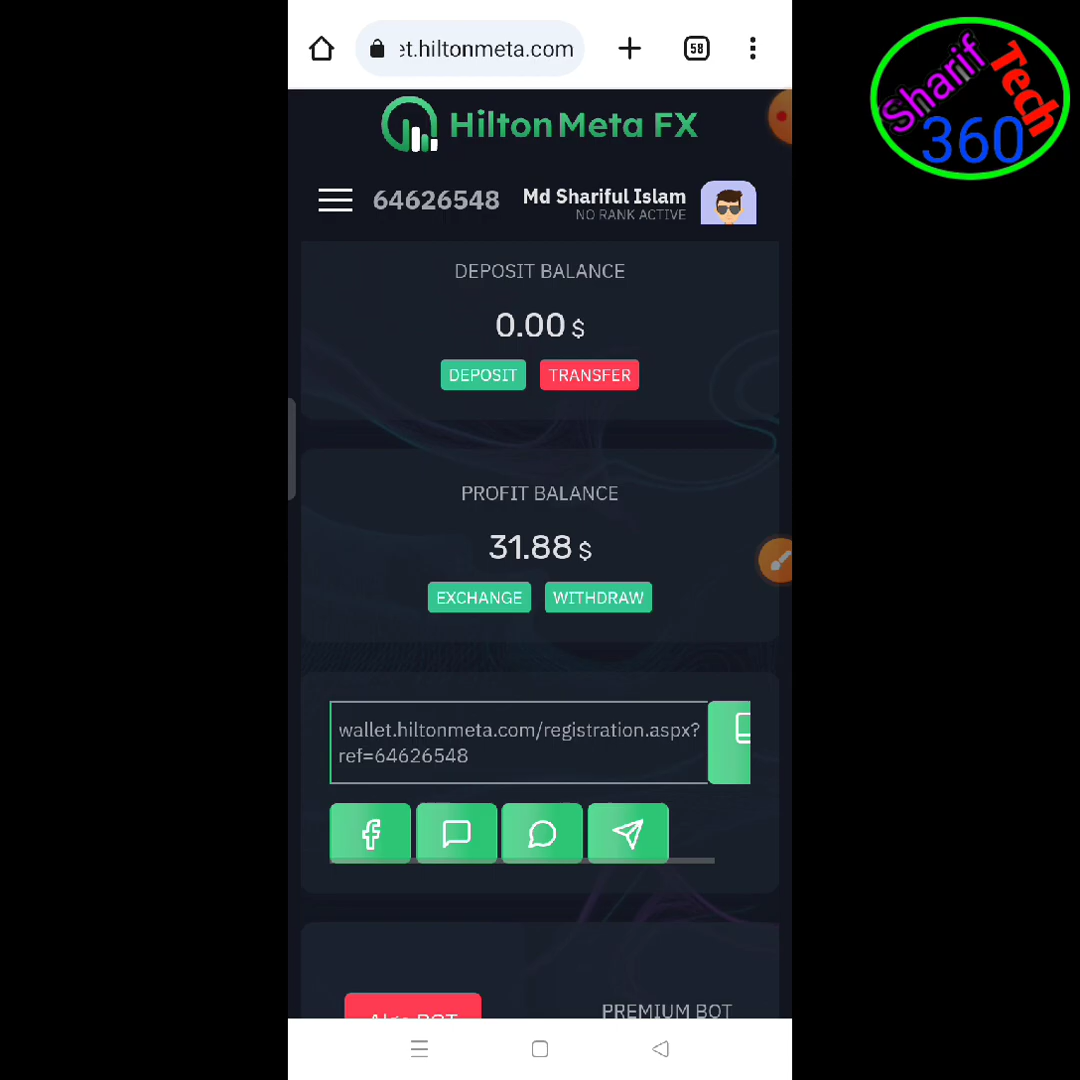 et.hiltonmeta.com
58
Sharif
Tech
360
Hilton Meta FX
64626548
Md Shariful Islam
NO RANK ACTIVE
DEPOSIT BALANCE
0.00 $
DEPOSIT
TRANSFER
PROFIT BALANCE
31.88 $
EXCHANGE
WITHDRAW
wallet.hiltonmeta.com/registration.aspx?
ref=64626548
PREMIUM BOT
Algo BOT